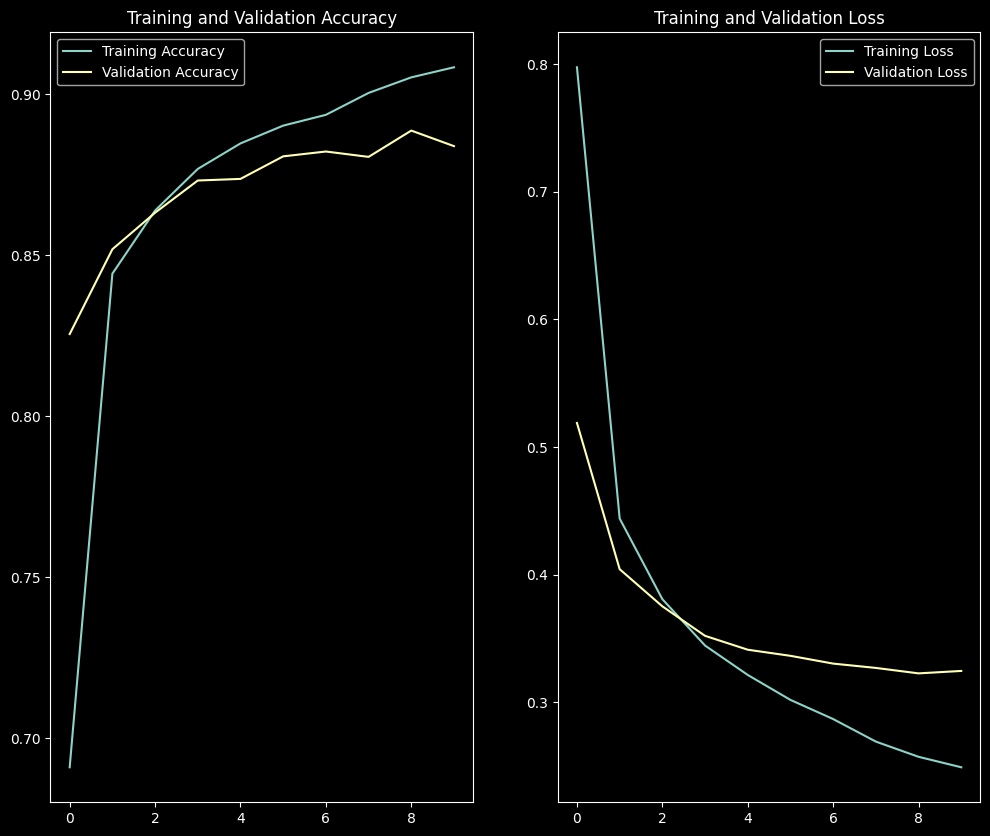 Training and Validation Accuracy
Training Accuracy
Validation Accuracy
0.90
0.85
0.80
0.75
0.70
0 2 4 6 8
Training and Validation Loss
Training Loss
Validation Loss
0.8
0.7
0.6
0.5
0.4
0.3
0 2 4 6 8